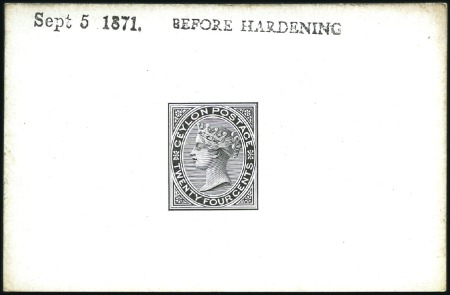 Sept 5 1871. BEFORE HARDENING
CEYLON POSTAGE
TWENTY FOUR CENTS